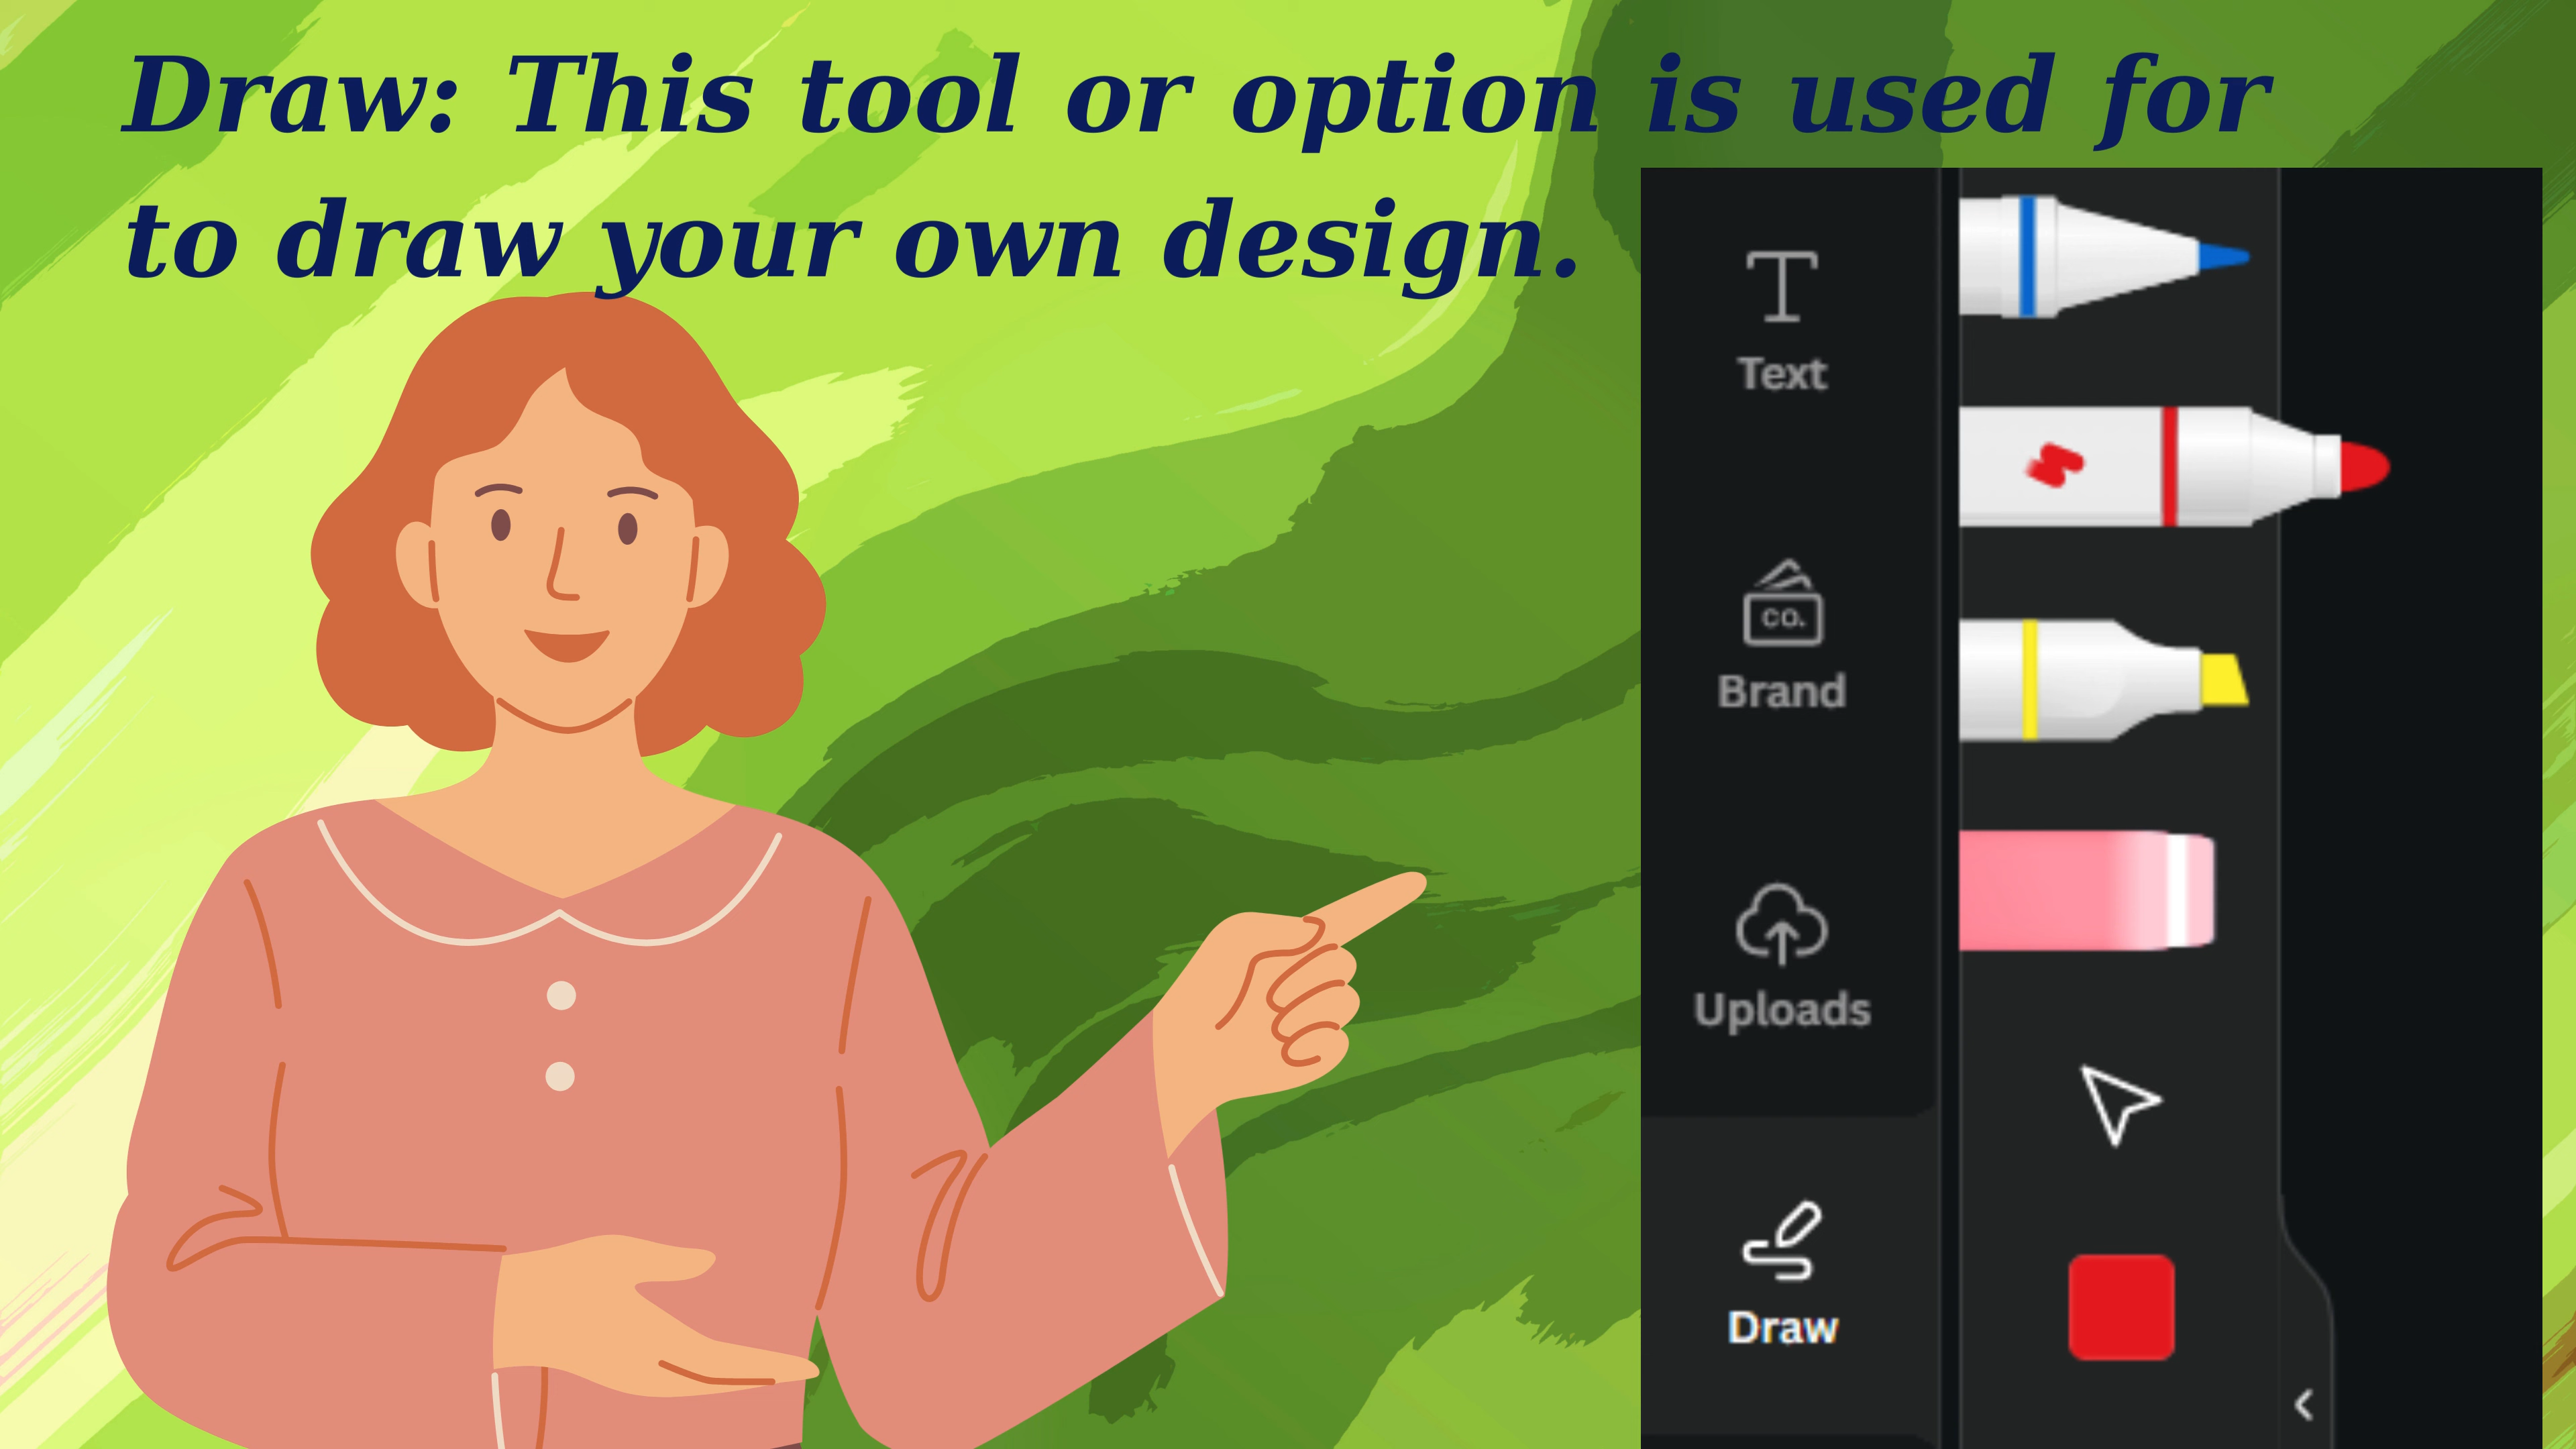 Draw: This tool or option is used for
to draw your own design.
Text
CO.
Brand
Uploads
Draw